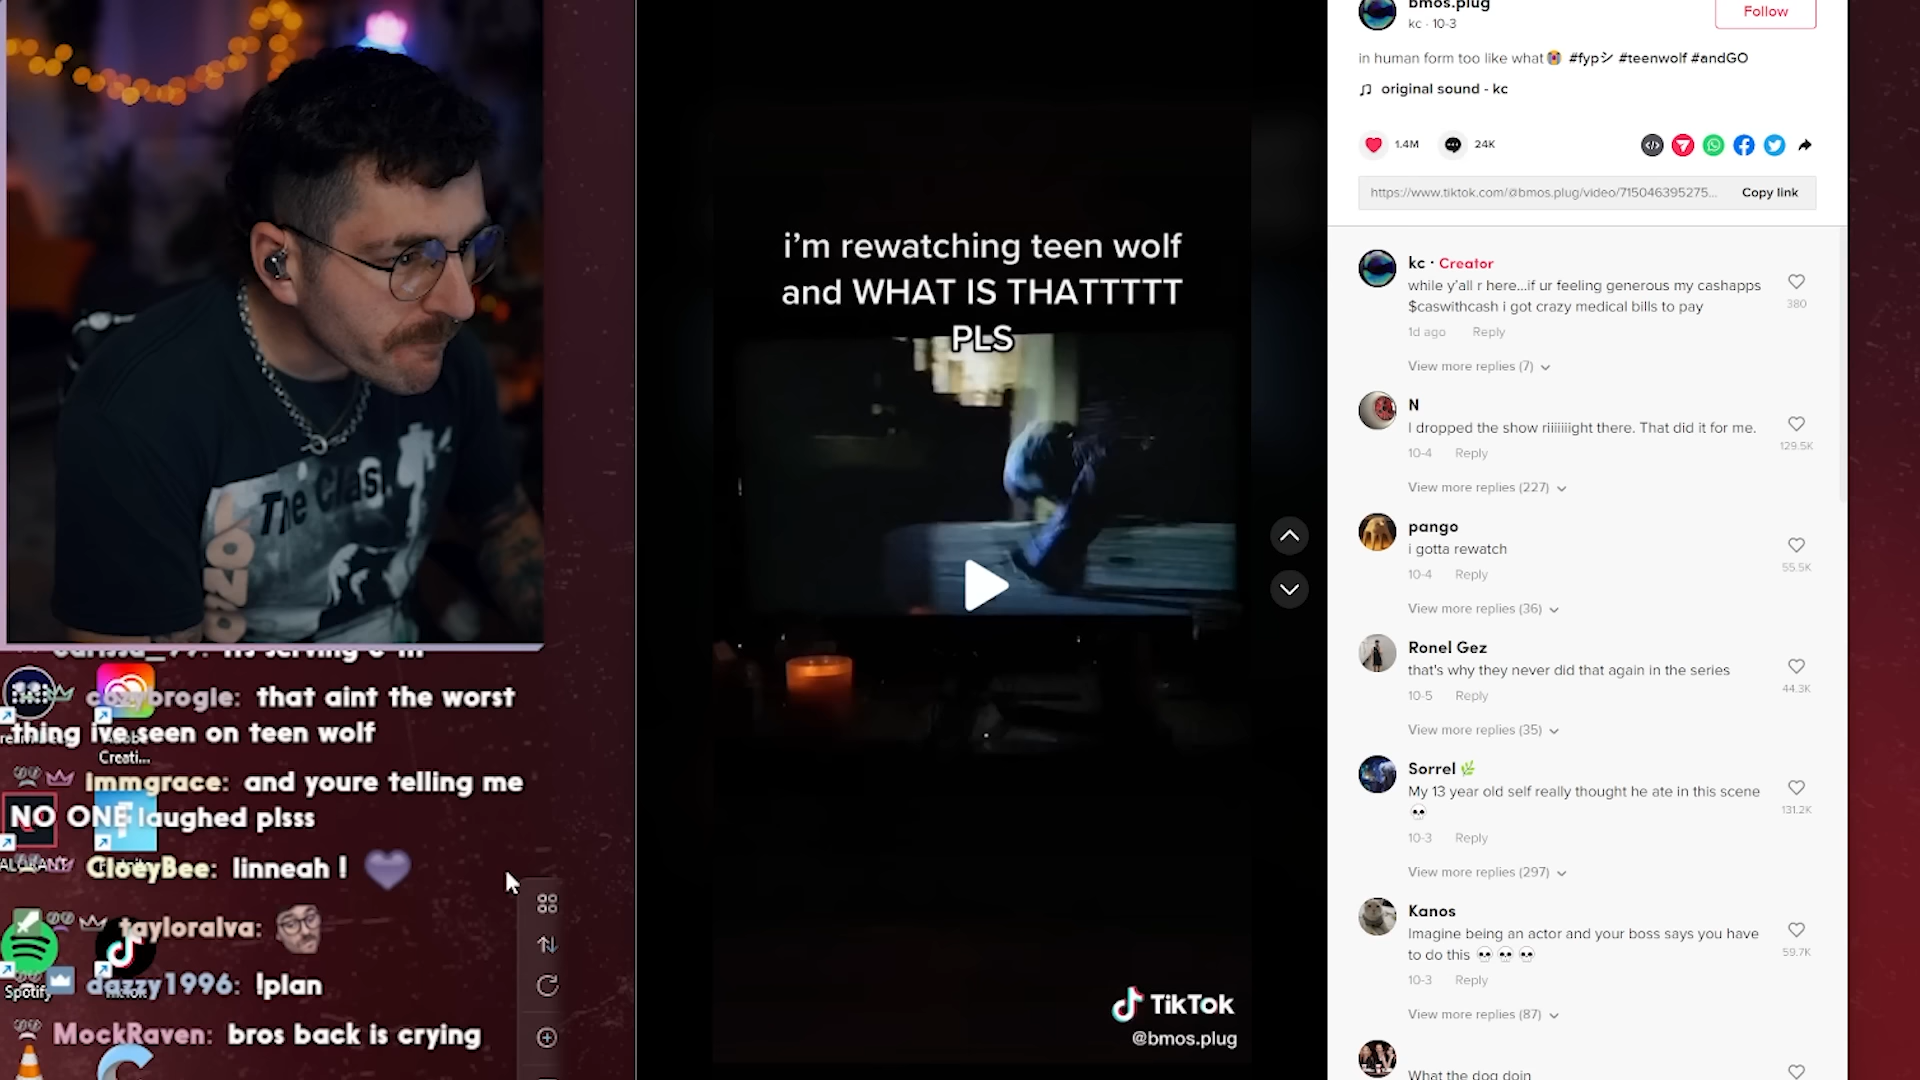 The Clash
cozyprogle: that aint the worst
thing ive seen on teen wolf
Creati...
lmmgrace: and youre telling me
NO ONE laughed plsss
CloeyBee: linneah !
tayloralva:
Spotify
dazzy1996: !plan
MockRaven: bros back is crying
i'm rewatching teen wolf
and WHAT IS THATTTTT
PLS
TikTok
@bmos.plug
bmos.plug
kc · 10-3
Follow
in human form too like what😭 #fypシ #teenwolf #andGO
original sound - kc
1.4M
24K
https://www.tiktok.com/@bmos.plug/video/715046395275...
Copy link
kc · Creator
while y'all r here...if ur feeling generous my cashapps
$caswithcash i got crazy medical bills to pay
380
1d ago Reply
View more replies (7)
N
I dropped the show riiiiiiight there. That did it for me.
129.5K
10-4 Reply
View more replies (227)
pango
i gotta rewatch
55.5K
10-4 Reply
View more replies (36)
Ronel Gez
that's why they never did that again in the series
44.3K
10-5 Reply
View more replies (35)
Sorrel 🌿
My 13 year old self really thought he ate in this scene
💀
131.2K
10-3 Reply
View more replies (297)
Kanos
Imagine being an actor and your boss says you have
to do this 💀 💀 💀
59.7K
10-3 Reply
View more replies (87)
What the dog doin